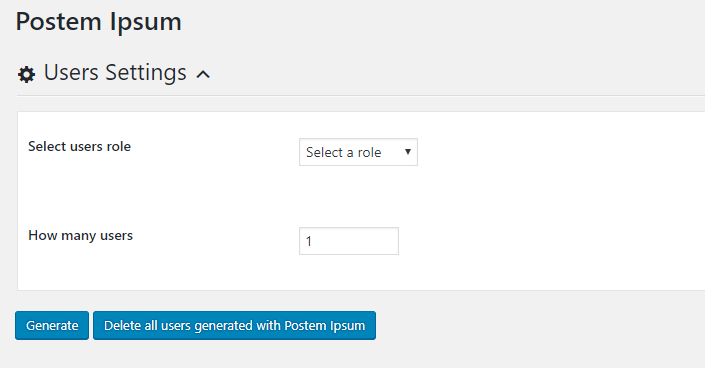 Postem Ipsum
Users Settings
Select users role
Select a role
How many users
1
Generate
Delete all users generated with Postem Ipsum